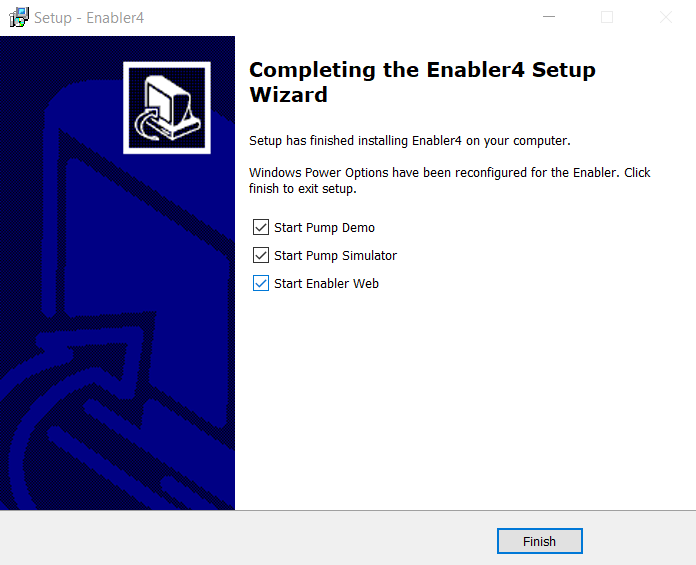 Setup - Enabler4
Completing the Enabler4 Setup
Wizard
Setup has finished installing Enabler4 on your computer.
Windows Power Options have been reconfigured for the Enabler. Click
finish to exit setup.
Start Pump Demo
Start Pump Simulator
Start Enabler Web
Finish